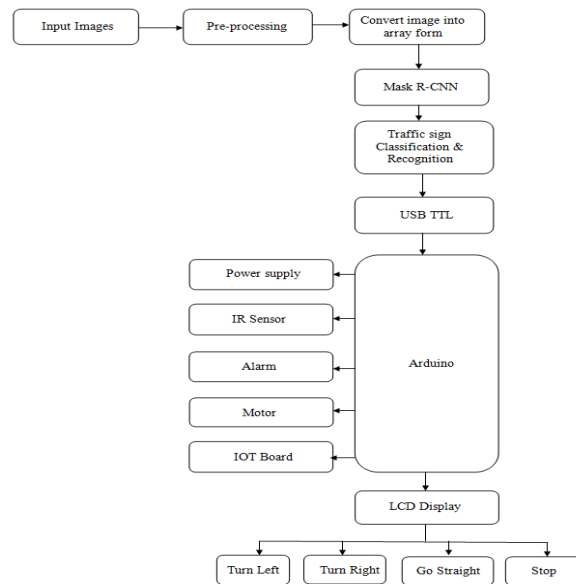 Input Images
Pre-processing
Convert image into
array form
Mask R-CNN
Traffic sign
Classification &
Recognition
USB TTL
Power supply
IR Sensor
Alarm
Motor
IOT Board
Arduino
LCD Display
Turn Left
Turn Right
Go Straight
Stop